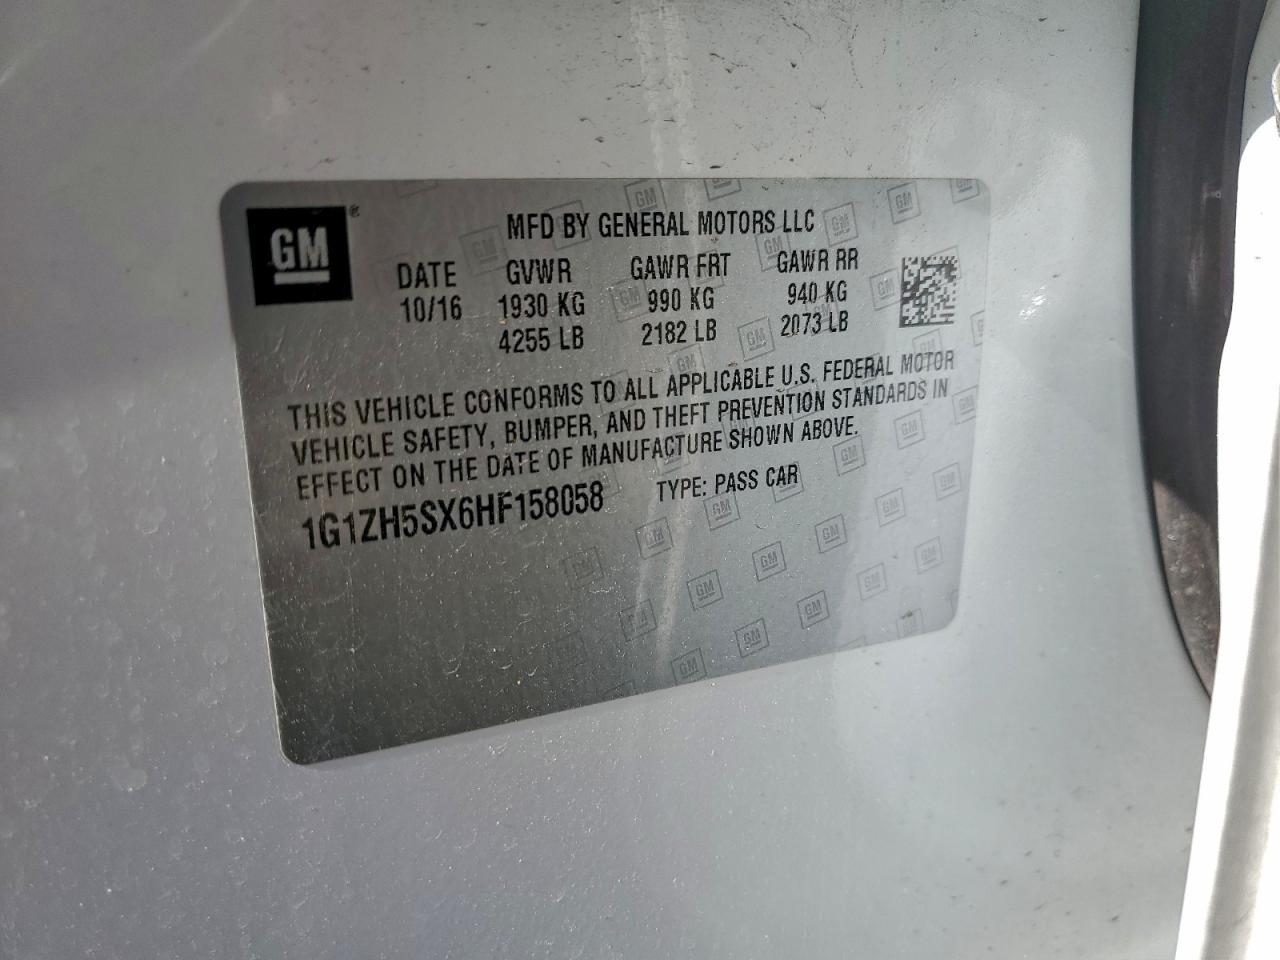 GM®
MFD BY GENERAL MOTORS LLC
DATE GVWR GAWR FRT GAWR RR
10/16 1930 KG 990 KG 940 KG
4255 LB 2182 LB 2073 LB
THIS VEHICLE CONFORMS TO ALL APPLICABLE U.S. FEDERAL MOTOR
VEHICLE SAFETY, BUMPER, AND THEFT PREVENTION STANDARDS IN
EFFECT ON THE DATE OF MANUFACTURE SHOWN ABOVE.
1G1ZH5SX6HF158058 TYPE: PASS CAR